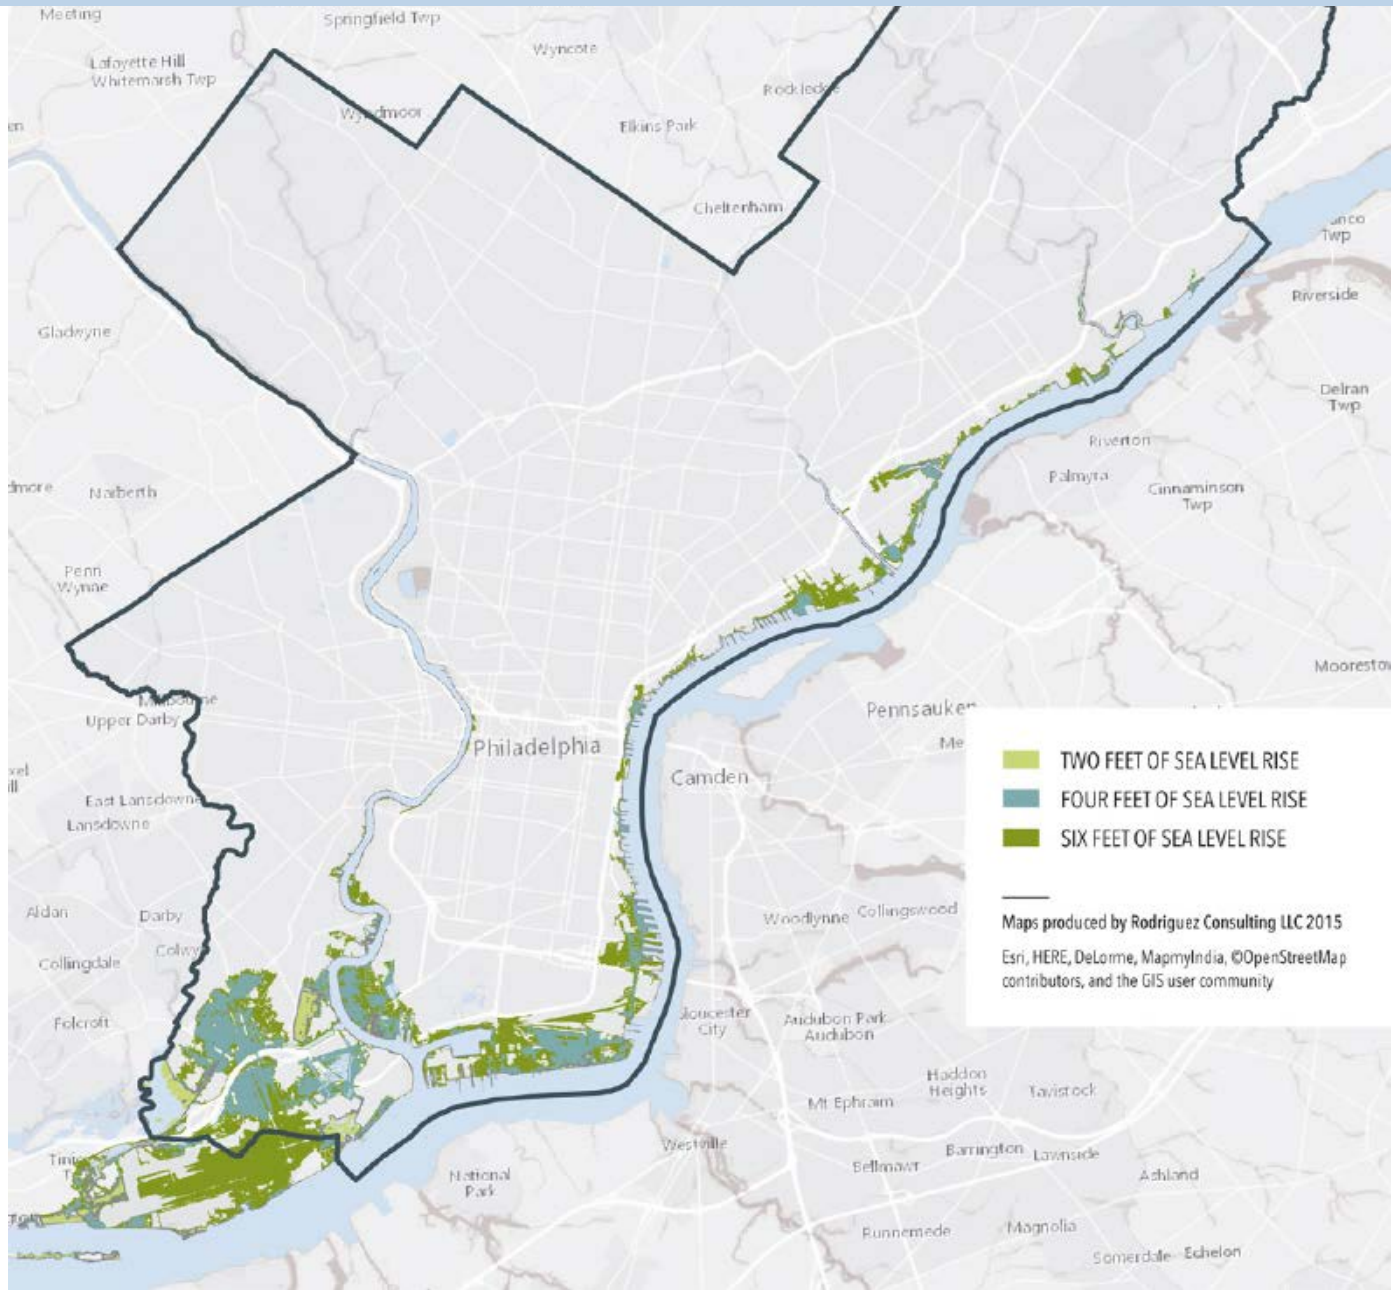 Meeting
Springfield Twp
Wyncote
Lafayette Hill
Whitemarsh Twp
Rockledge
Wyndmoor
Elkins Park
Cheltenham
Twp
Riverside
Gladwyne
Delran
Twp
Riverton
Palmyra
Cinnaminson
Twp
Narberth
Penn
Wynne
Moorestow
Millbourne
Upper Darby
Pennsauken
Me
Philadelphia
Camden
TWO FEET OF SEA LEVEL RISE
FOUR FEET OF SEA LEVEL RISE
SIX FEET OF SEA LEVEL RISE
East Lansdowne
Lansdowne
Aldan
Darby
Woodlynne
Collingswood
Maps produced by Rodriguez Consulting LLC 2015
Colwy
Collingdale
Esri, HERE, DeLorme, MapmyIndia, ©OpenStreetMap
contributors, and the GIS user community
Folcroft
Gloucester
City
Audubon Park
Audubon
Haddon
Heights
Tavistock
Mt Ephraim
Westville
Barrington
Lawnside
Bellmawr
Ashland
National
Park
Runnemede
Magnolia
Somerdale
Echelon